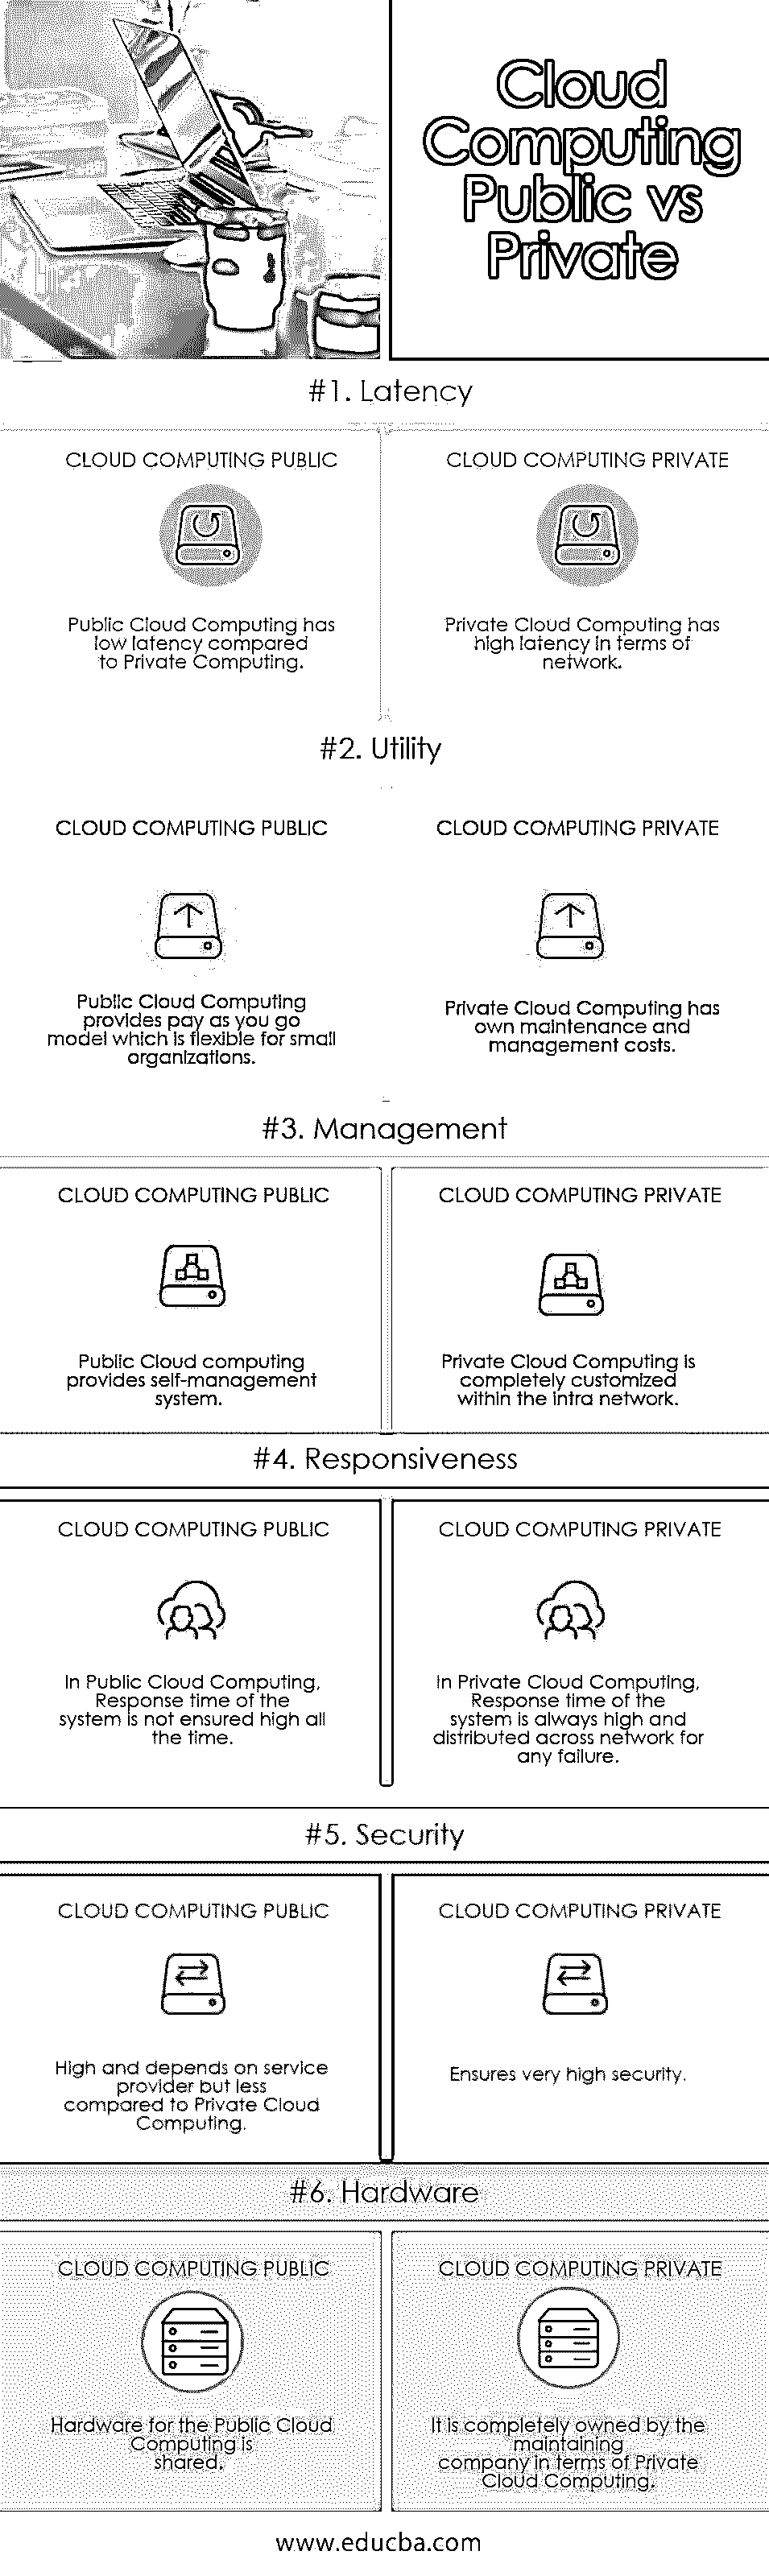 Cloud
Computing
Public vs
Private
#1. Latency
CLOUD COMPUTING PUBLIC
Public Cloud Computing has
low latency compared
to Private Computing.
CLOUD COMPUTING PRIVATE
Private Cloud Computing has
high latency in terms of
network.
#2. Utility
CLOUD COMPUTING PUBLIC
Public Cloud Computing
provides pay as you go
model which is flexible for small
organizations.
CLOUD COMPUTING PRIVATE
Private Cloud Computing has
own maintenance and
management costs.
#3. Management
CLOUD COMPUTING PUBLIC
Public Cloud computing
provides self-management
system.
CLOUD COMPUTING PRIVATE
Private Cloud Computing is
completely customized
within the intra network.
#4. Responsiveness
CLOUD COMPUTING PUBLIC
In Public Cloud Computing,
Response time of the
system is not ensured high all
the time.
CLOUD COMPUTING PRIVATE
In Private Cloud Computing,
Response time of the
system is always high and
distributed across network for
any failure.
#5. Security
CLOUD COMPUTING PUBLIC
High and depends on service
provider but less
compared to Private Cloud
Computing.
CLOUD COMPUTING PRIVATE
Ensures very high security.
#6. Hardware
CLOUD COMPUTING PUBLIC
Hardware for the Public Cloud
Computing is
shared.
CLOUD COMPUTING PRIVATE
It is completely owned by the
maintaining
company in terms of Private
Cloud Computing.
www.educba.com